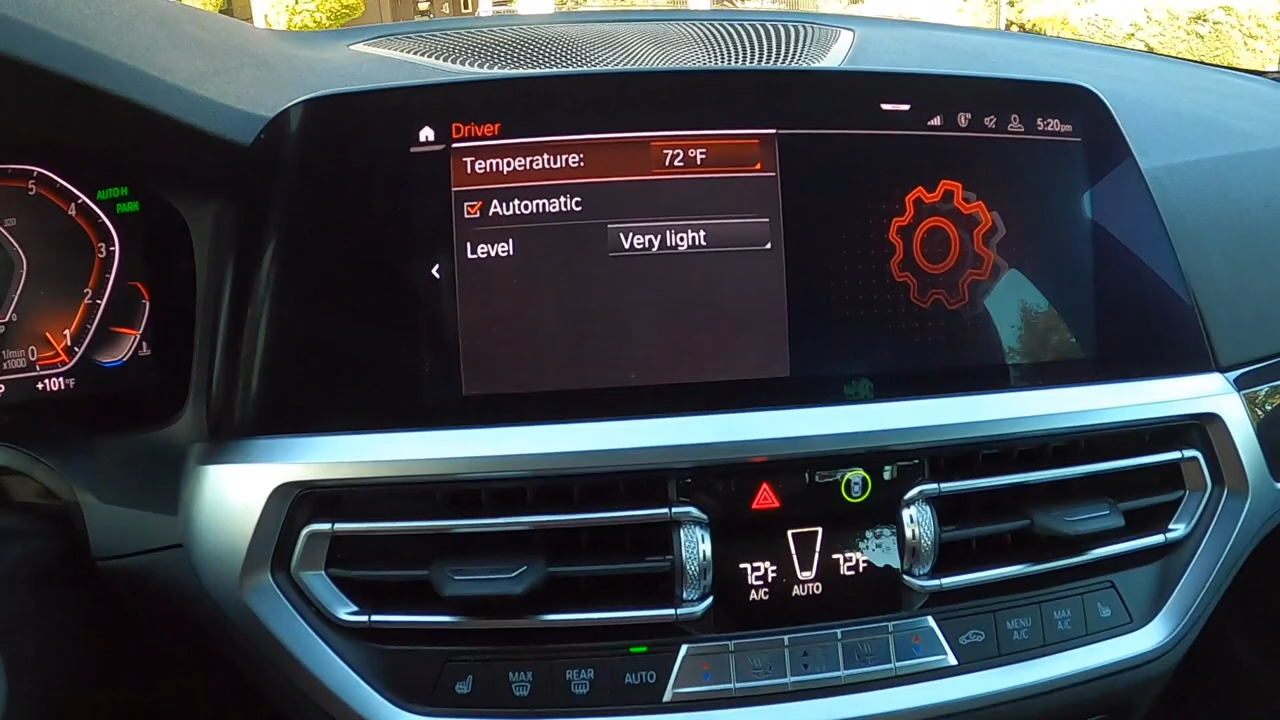 Driver
5:20pm
Temperature: 72 °F
Automatic
Level Very light
AUTO H
PARK
5
4
3
2
1
0
1/min
x1000
+101°F
72°F
A/C
AUTO
72°F
MAX
REAR
AUTO
MENU
A/C
MAX
A/C